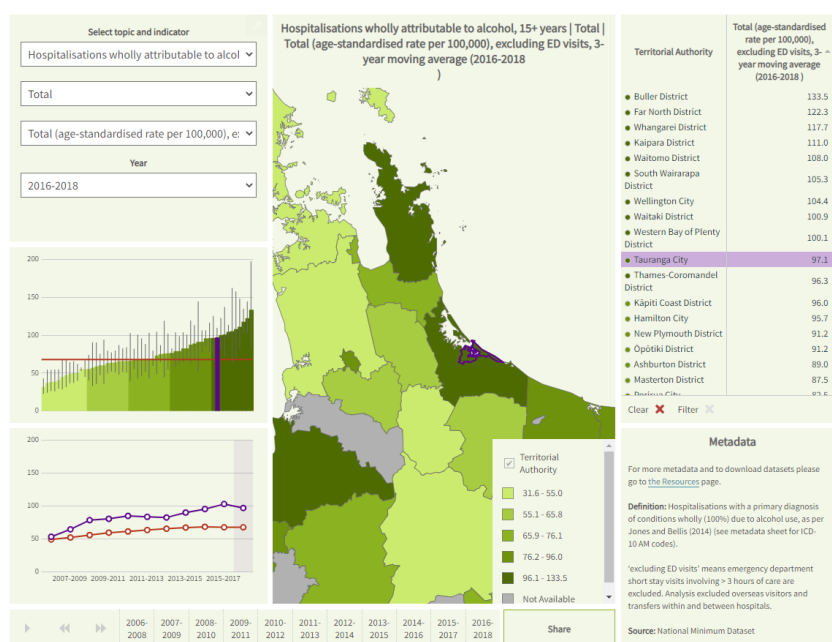 Select topic and indicator
Hospitalisations wholly attributable to alcol
Total
Total (age-standardised rate per 100,000), e:
Year
2016-2018
200
150
100
50
0
200
150
100
50
0
2007-2009 2009-2011 2011-2013 2013-2015 2015-2017
Hospitalisations wholly attributable to alcohol, 15+ years | Total |
Total (age-standardised rate per 100,000), excluding ED visits, 3-
year moving average (2016-2018
)
Territorial
Authority
31.6 - 55.0
55.1 - 65.8
65.9 - 76.1
76.2 - 96.0
96.1 - 133.5
Not Available
Territorial Authority
Total (age-standardised
rate per 100,000),
excluding ED visits, 3-
year moving average
(2016-2018 )
Buller District 133.5
Far North District 122.3
Whangarei District 117.7
Kaipara District 111.0
Waitomo District 108.0
South Wairarapa
District 105.3
Wellington City 104.4
Waitaki District 100.9
Western Bay of Plenty
District 100.1
Tauranga City 97.1
Thames-Coromandel
District 96.3
Kāpiti Coast District 96.0
Hamilton City 95.7
New Plymouth District 91.2
Opōtiki District 91.2
Ashburton District 89.0
Masterton District 87.5
Clear Filter
Metadata
For more metadata and to download datasets please
go to the Resources page.
Definition: Hospitalisations with a primary diagnosis
of conditions wholly (100%) due to alcohol use, as per
Jones and Bellis (2014) (see metadata sheet for ICD-
10 AM codes).
'excluding ED visits' means emergency department
short stay visits involving > 3 hours of care are
excluded. Analysis excluded overseas visitors and
transfers within and between hospitals.
Source: National Minimum Dataset
2006-
2008
2007-
2009
2008-
2010
2009-
2011
2010-
2012
2011-
2013
2012-
2014
2013-
2015
2014-
2016
2015-
2017
2016-
2018
Share